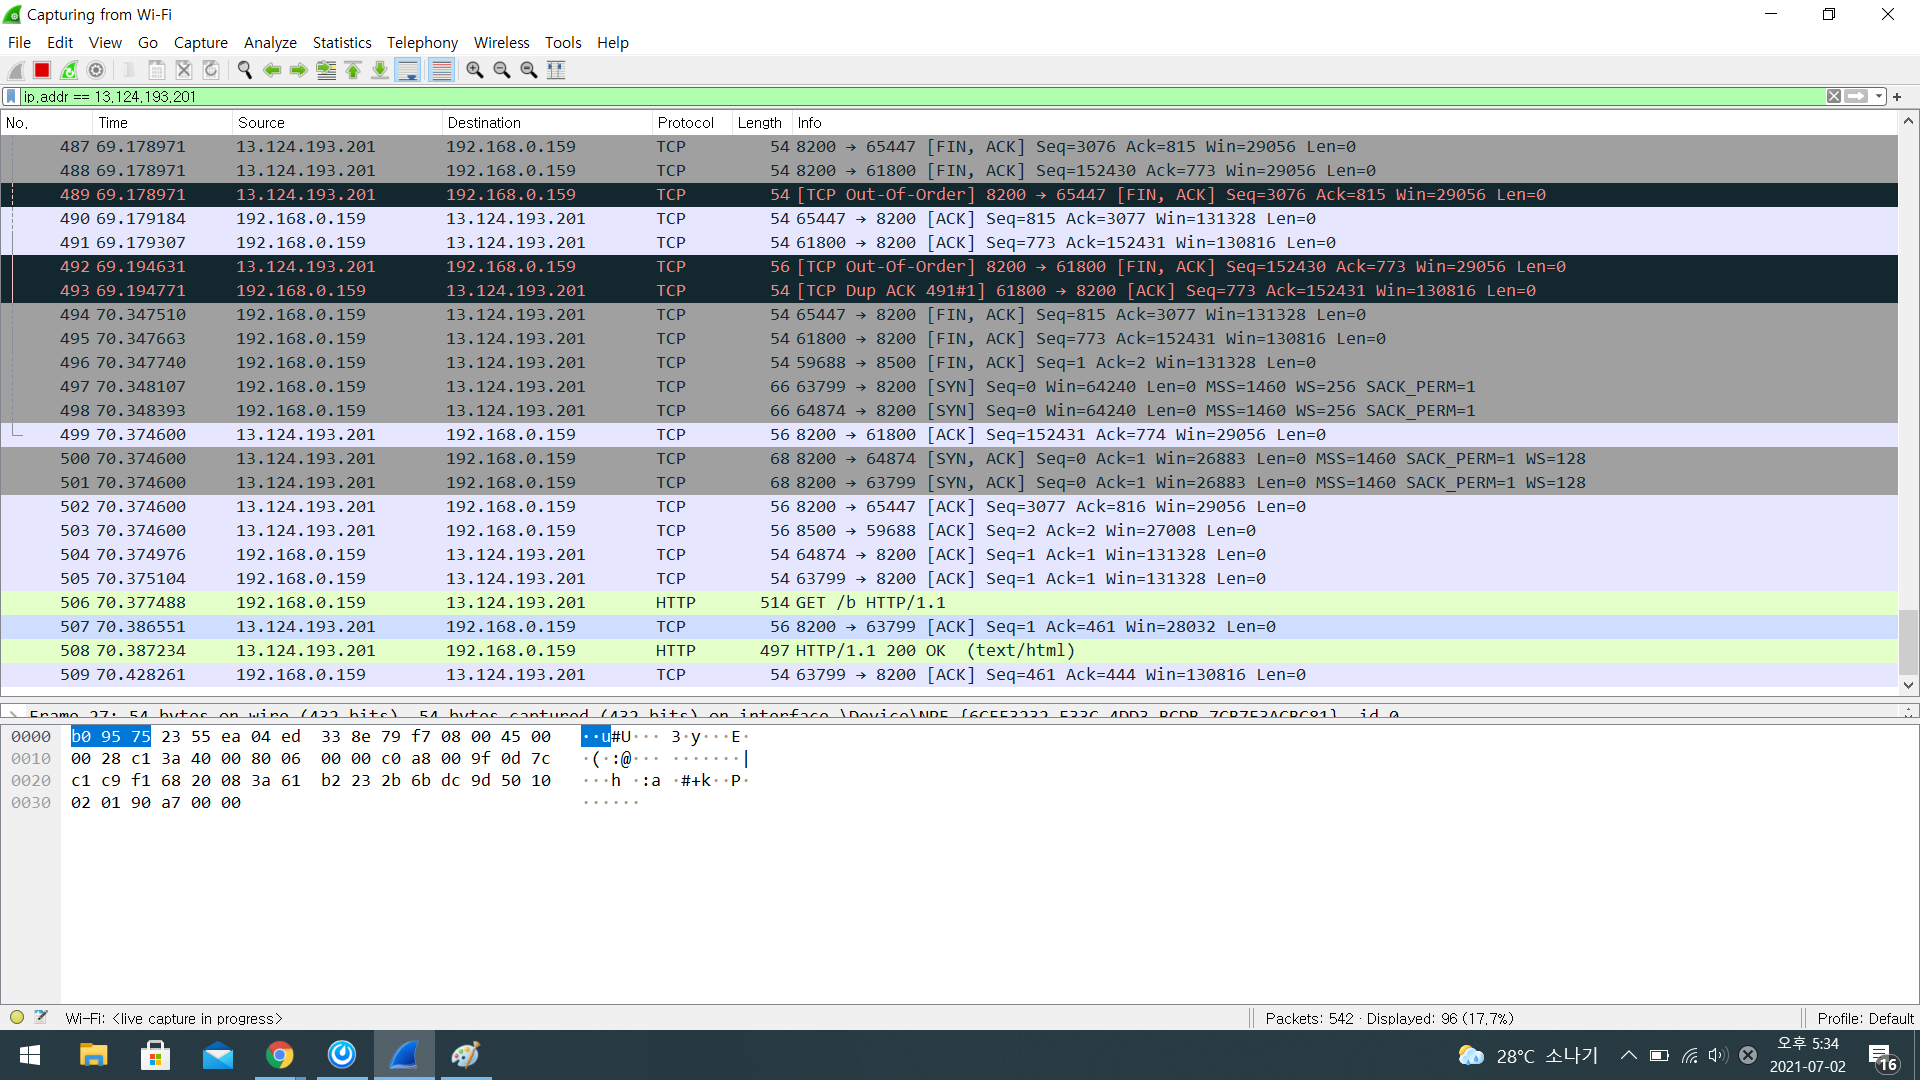 Capturing from Wi-Fi
File Edit View Go Capture Analyze Statistics Telephony Wireless Tools Help
ip.addr == 13.124.193.201
No. Time Source Destination Protocol Length Info
487 69.178971 13.124.193.201 192.168.0.159 TCP 54 8200 → 65447 [FIN, ACK] Seq=3076 Ack=815 Win=29056 Len=0
488 69.178971 13.124.193.201 192.168.0.159 TCP 54 8200 → 61800 [FIN, ACK] Seq=152430 Ack=773 Win=29056 Len=0
489 69.178971 13.124.193.201 192.168.0.159 TCP 54 [TCP Out-Of-Order] 8200 → 65447 [FIN, ACK] Seq=3076 Ack=815 Win=29056 Len=0
490 69.179184 192.168.0.159 13.124.193.201 TCP 54 65447 → 8200 [ACK] Seq=815 Ack=3077 Win=131328 Len=0
491 69.179307 192.168.0.159 13.124.193.201 TCP 54 61800 → 8200 [ACK] Seq=773 Ack=152431 Win=130816 Len=0
492 69.194631 13.124.193.201 192.168.0.159 TCP 56 [TCP Out-Of-Order] 8200 → 61800 [FIN, ACK] Seq=152430 Ack=773 Win=29056 Len=0
493 69.194771 192.168.0.159 13.124.193.201 TCP 54 [TCP Dup ACK 491#1] 61800 → 8200 [ACK] Seq=773 Ack=152431 Win=130816 Len=0
494 70.347510 192.168.0.159 13.124.193.201 TCP 54 65447 → 8200 [FIN, ACK] Seq=815 Ack=3077 Win=131328 Len=0
495 70.347663 192.168.0.159 13.124.193.201 TCP 54 61800 → 8200 [FIN, ACK] Seq=773 Ack=152431 Win=130816 Len=0
496 70.347740 192.168.0.159 13.124.193.201 TCP 54 59688 → 8500 [FIN, ACK] Seq=1 Ack=2 Win=131328 Len=0
497 70.348107 192.168.0.159 13.124.193.201 TCP 66 63799 → 8200 [SYN] Seq=0 Win=64240 Len=0 MSS=1460 WS=256 SACK_PERM=1
498 70.348393 192.168.0.159 13.124.193.201 TCP 66 64874 → 8200 [SYN] Seq=0 Win=64240 Len=0 MSS=1460 WS=256 SACK_PERM=1
499 70.374600 13.124.193.201 192.168.0.159 TCP 56 8200 → 61800 [ACK] Seq=152431 Ack=774 Win=29056 Len=0
500 70.374600 13.124.193.201 192.168.0.159 TCP 68 8200 → 64874 [SYN, ACK] Seq=0 Ack=1 Win=26883 Len=0 MSS=1460 SACK_PERM=1 WS=128
501 70.374600 13.124.193.201 192.168.0.159 TCP 68 8200 → 63799 [SYN, ACK] Seq=0 Ack=1 Win=26883 Len=0 MSS=1460 SACK_PERM=1 WS=128
502 70.374600 13.124.193.201 192.168.0.159 TCP 56 8200 → 65447 [ACK] Seq=3077 Ack=816 Win=29056 Len=0
503 70.374600 13.124.193.201 192.168.0.159 TCP 56 8500 → 59688 [ACK] Seq=2 Ack=2 Win=27008 Len=0
504 70.374976 192.168.0.159 13.124.193.201 TCP 54 64874 → 8200 [ACK] Seq=1 Ack=1 Win=131328 Len=0
505 70.375104 192.168.0.159 13.124.193.201 TCP 54 63799 → 8200 [ACK] Seq=1 Ack=1 Win=131328 Len=0
506 70.377488 192.168.0.159 13.124.193.201 HTTP 514 GET /b HTTP/1.1
507 70.386551 13.124.193.201 192.168.0.159 TCP 56 8200 → 63799 [ACK] Seq=1 Ack=461 Win=28032 Len=0
508 70.387234 13.124.193.201 192.168.0.159 HTTP 497 HTTP/1.1 200 OK (text/html)
509 70.428261 192.168.0.159 13.124.193.201 TCP 54 63799 → 8200 [ACK] Seq=461 Ack=444 Win=130816 Len=0
Frame 27: 54 bytes on wire (432 bits), 54 bytes captured (432 bits) on interface
0000 b0 95 75 23 55 ea 04 ed 33 8e 79 f7 08 00 45 00 ··u#U··· 3·y···E·
0010 00 28 c1 3a 40 00 80 06 00 00 c0 a8 00 9f 0d 7c ·(·:@··· ·······|
0020 c1 c9 f1 68 20 08 3a 61 b2 23 2b 6b dc 9d 50 10 ···h ·:a ·#+k··P·
0030 02 01 90 a7 00 00 ······
Wi-Fi: <live capture in progress>
Packets: 542 · Displayed: 96 (17.7%)
Profile: Default
28°C 소나기
오후 5:34
2021-07-02
16